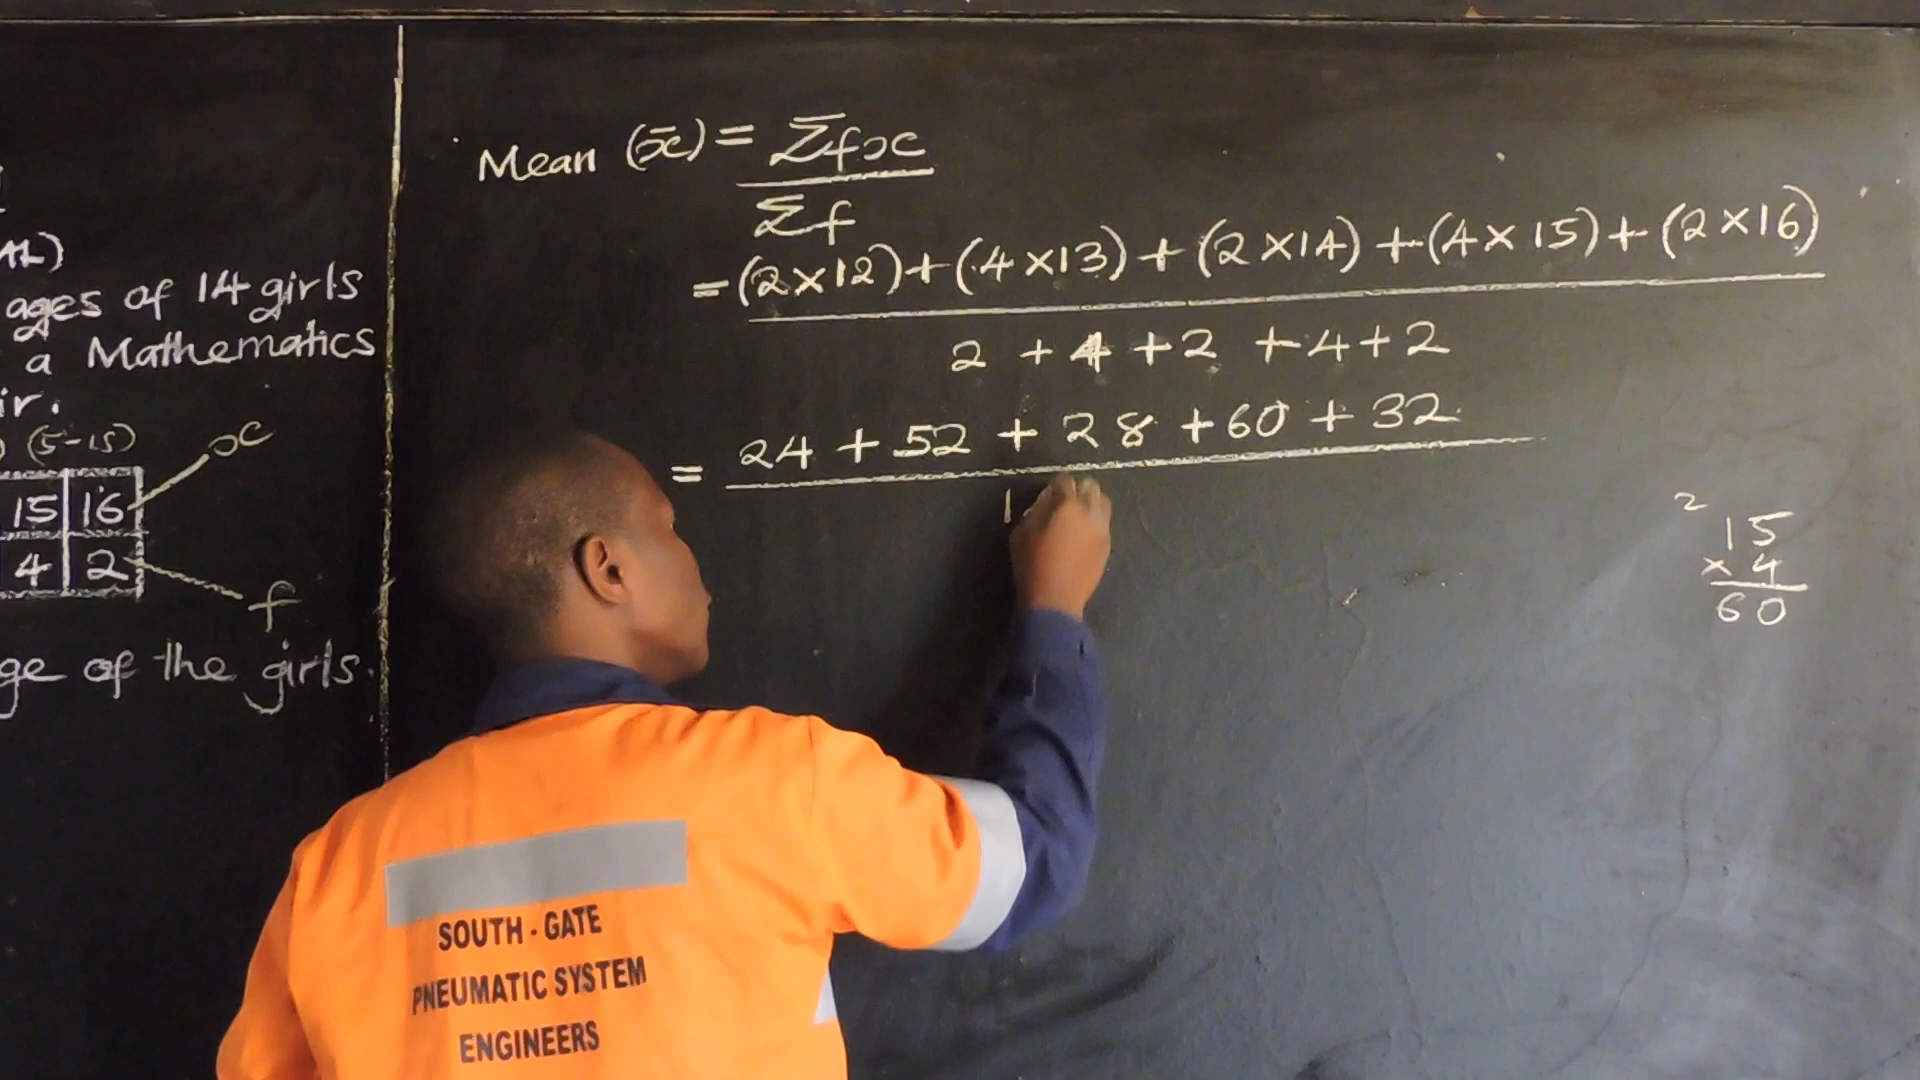 ages of 14 girls
a Mathematics
(5-15)
x
15 16
4 2
f
of the girls.
Mean (x̄) = Σfx
Σf
= (2×12)+(4×13)+(2×14)+(4×15)+(2×16)
2 + 4 + 2 + 4 + 2
= 24 + 52 + 28 + 60 + 32
1
2
15
× 4
60
SOUTH - GATE
PNEUMATIC SYSTEM
ENGINEERS